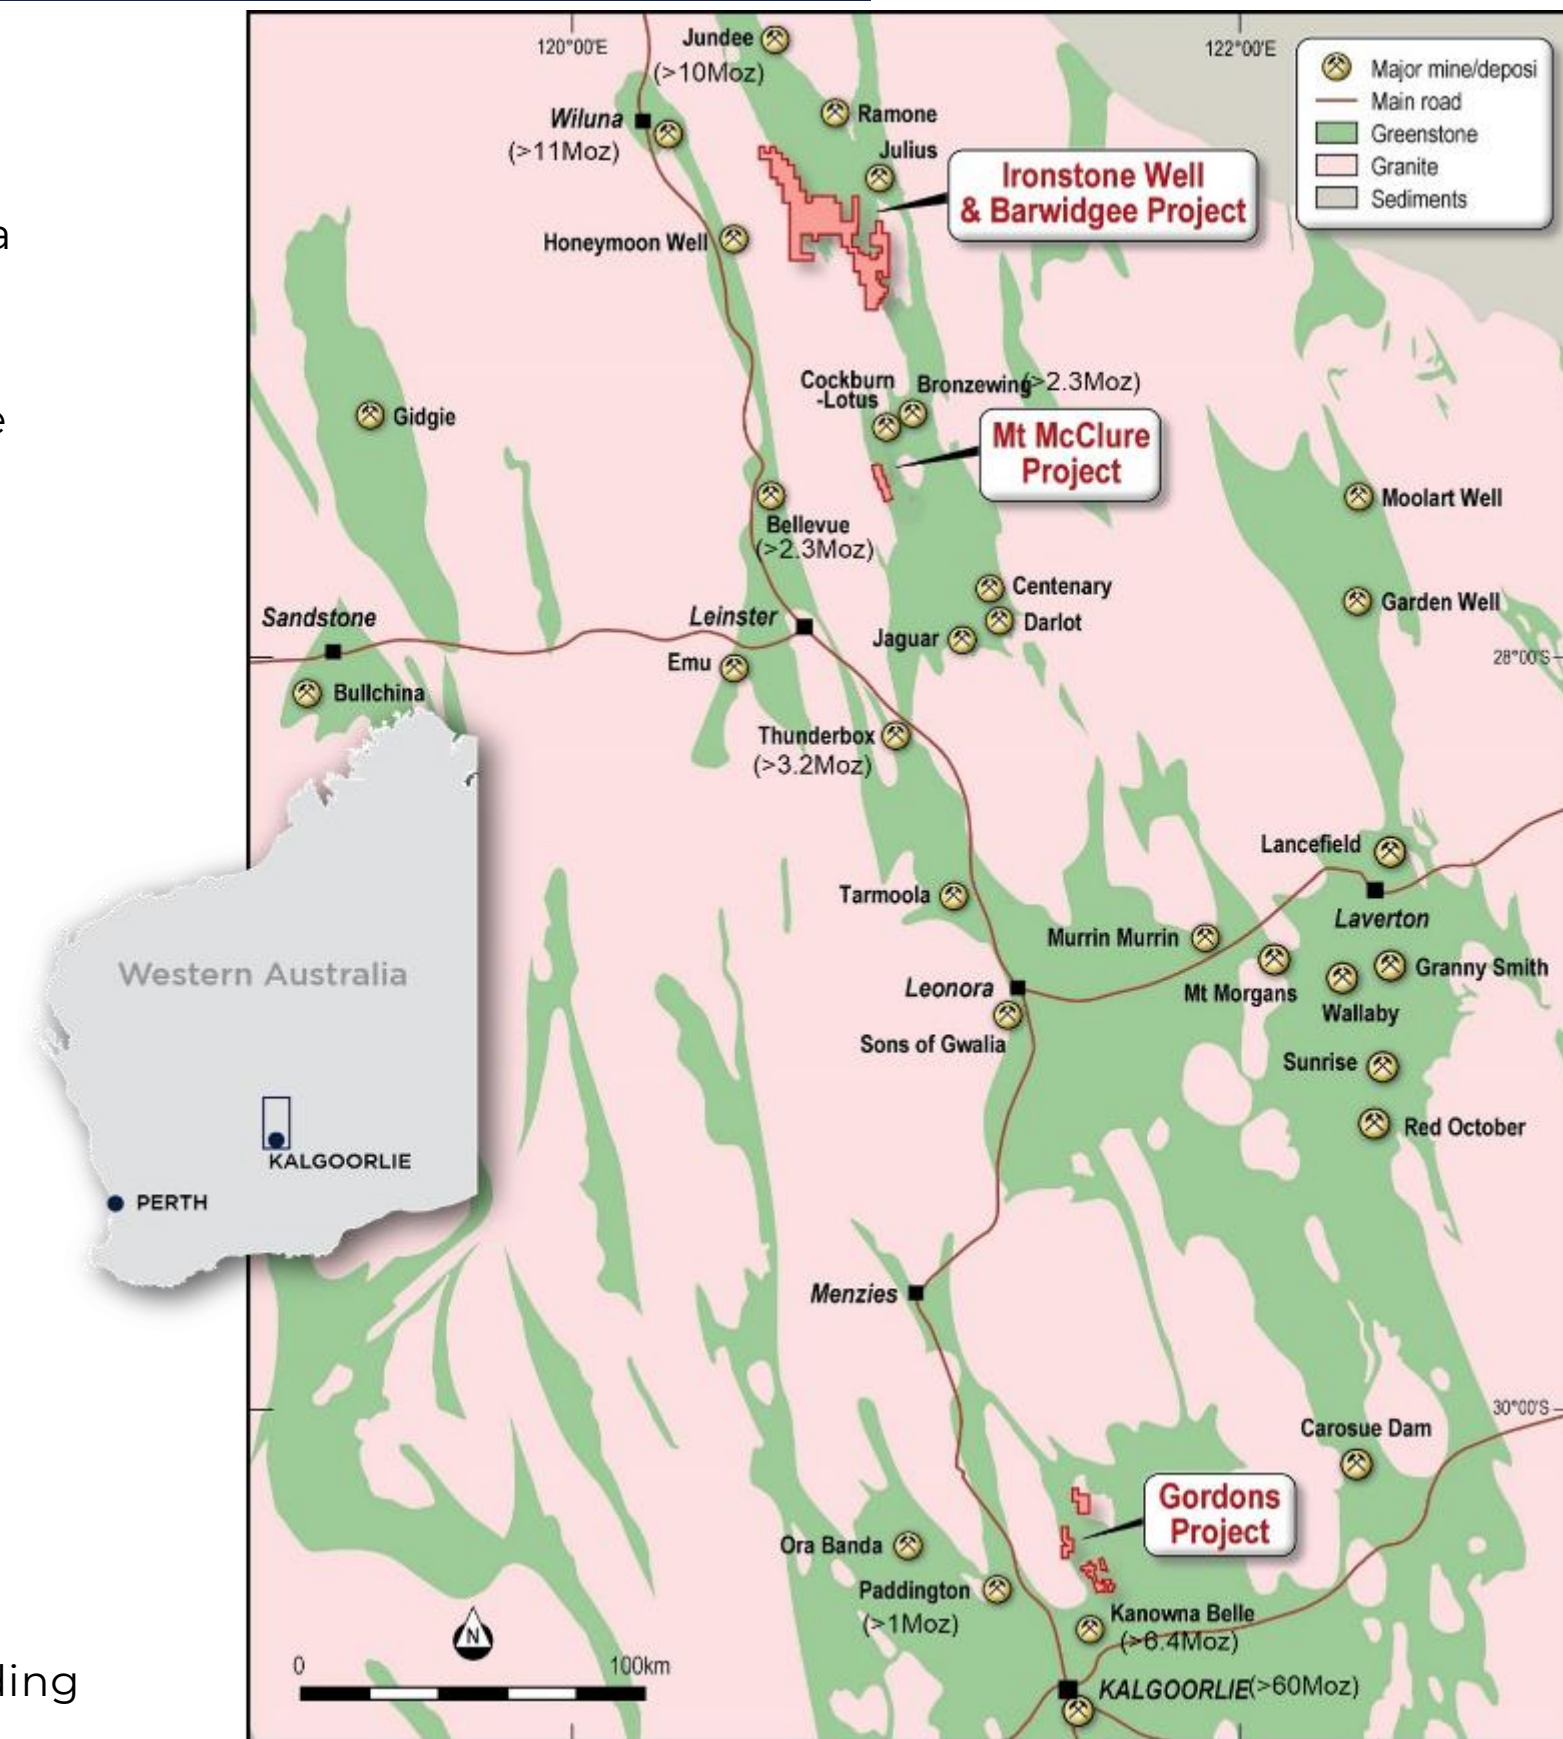 120°00'E
Jundee
(>10Moz)
122°00'E
Major mine/deposi
Main road
Greenstone
Granite
Sediments
Wiluna
(>11Moz)
Ramone
Julius
Ironstone Well
& Barwidgee Project
a
Honeymoon Well
Cockburn
-Lotus
Bronzewing(>2.3Moz)
e
Gidgie
Mt McClure
Project
Moolart Well
Bellevue
(>2.3Moz)
Centenary
Garden Well
Sandstone
Leinster
Darlot
Jaguar
28°00'S
Emu
Bullchina
Thunderbox
(>3.2Moz)
Lancefield
Tarmoola
Laverton
Murrin Murrin
Western Australia
Granny Smith
Leonora
Mt Morgans
Wallaby
Sons of Gwalia
Sunrise
Red October
KALGOORLIE
PERTH
Menzies
30°00'S
Carosue Dam
Gordons
Project
Ora Banda
Paddington
(>1Moz)
Kanowna Belle
(>6.4Moz)
N
0
100km
ding
KALGOORLIE(>60Moz)